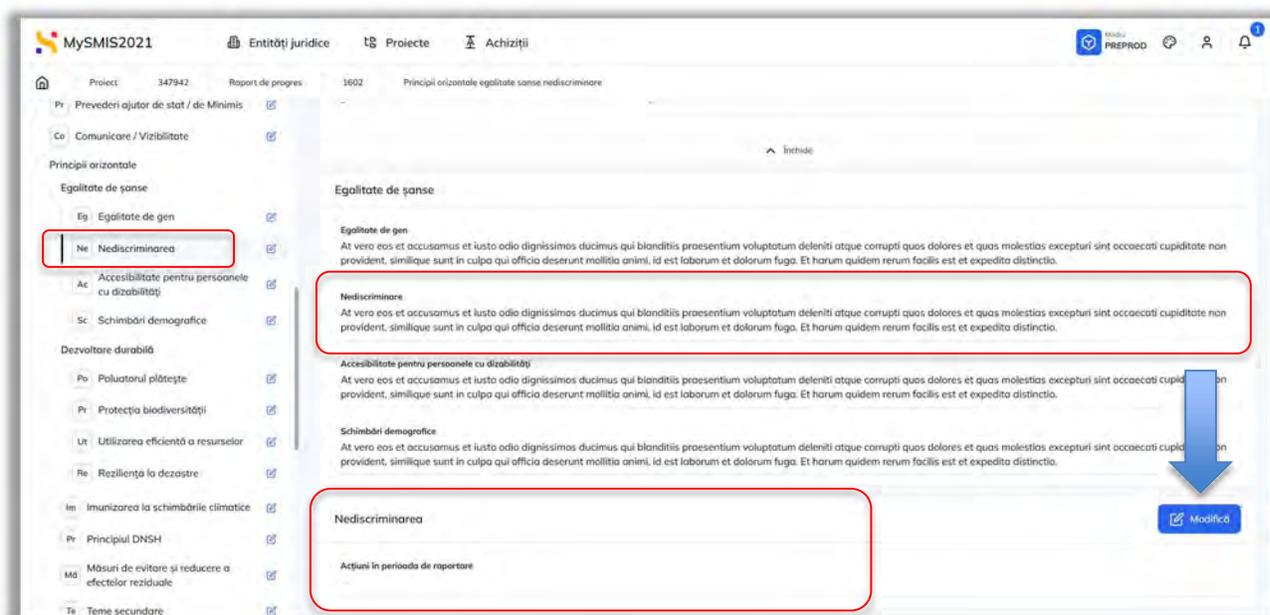 MySMIS2021
Entități juridice
Proiecte
Achiziții
Mediu
PREPROD
1
Proiect 347942 Raport de progres 1602 Principii orizontale egalitate sanse nediscriminare
Pr Prevederi ajutor de stat / de Minimis
Co Comunicare / Vizibilitate
Principii orizontale
Egalitate de șanse
Eg Egalitate de gen
Ne Nediscriminarea
Ac Accesibilitate pentru persoanele
cu dizabilități
Sc Schimbări demografice
Dezvoltare durabilă
Po Poluatorul plătește
Pr Protecția biodiversității
Ut Utilizarea eficientă a resurselor
Re Reziliența la dezastre
Im Imunizarea la schimbările climatice
Pr Principiul DNSH
Mă Măsuri de evitare și reducere a
efectelor reziduale
Te Teme secundare
Închide
Egalitate de șanse
Egalitate de gen
At vero eos et accusamus et iusto odio dignissimos ducimus qui blanditiis praesentium voluptatum deleniti atque corrupti quos dolores et quas molestias excepturi sint occaecati cupiditate non
provident, similique sunt in culpa qui officia deserunt mollitia animi, id est laborum et dolorum fuga. Et harum quidem rerum facilis est et expedita distinctio.
Nediscriminare
At vero eos et accusamus et iusto odio dignissimos ducimus qui blanditiis praesentium voluptatum deleniti atque corrupti quos dolores et quas molestias excepturi sint occaecati cupiditate non
provident, similique sunt in culpa qui officia deserunt mollitia animi, id est laborum et dolorum fuga. Et harum quidem rerum facilis est et expedita distinctio.
Accesibilitate pentru persoanele cu dizabilități
At vero eos et accusamus et iusto odio dignissimos ducimus qui blanditiis praesentium voluptatum deleniti atque corrupti quos dolores et quas molestias excepturi sint occaecati
provident, similique sunt in culpa qui officia deserunt mollitia animi, id est laborum et dolorum fuga. Et harum quidem rerum facilis est et expedita distinctio.
Schimbări demografice
At vero eos et accusamus et iusto odio dignissimos ducimus qui blanditiis praesentium voluptatum deleniti atque corrupti quos dolores et quas molestias excepturi sint occaecati
provident, similique sunt in culpa qui officia deserunt mollitia animi, id est laborum et dolorum fuga. Et harum quidem rerum facilis est et expedita distinctio.
Nediscriminarea
Modifică
Acțiuni în perioada de raportare